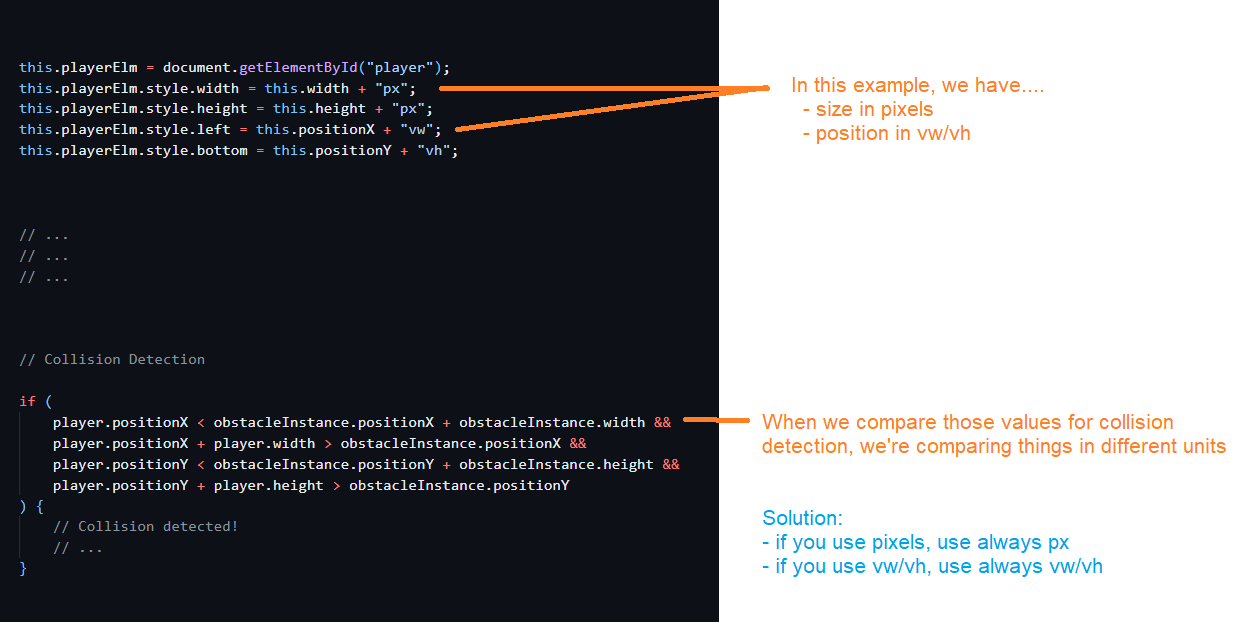 this.playerElm = document.getElementById("player");
this.playerElm.style.width = this.width + "px";
this.playerElm.style.height = this.height + "px";
this.playerElm.style.left = this.positionX + "vw";
this.playerElm.style.bottom = this.positionY + "vh";
In this example, we have....
- size in pixels
- position in vw/vh
// ...
// ...
// ...
// Collision Detection
if (
player.positionX < obstacleInstance.positionX + obstacleInstance.width &&
player.positionX + player.width > obstacleInstance.positionX &&
player.positionY < obstacleInstance.positionY + obstacleInstance.height &&
player.positionY + player.height > obstacleInstance.positionY
) {
// Collision detected!
// ...
}
When we compare those values for collision
detection, we're comparing things in different units
Solution:
- if you use pixels, use always px
- if you use vw/vh, use always vw/vh